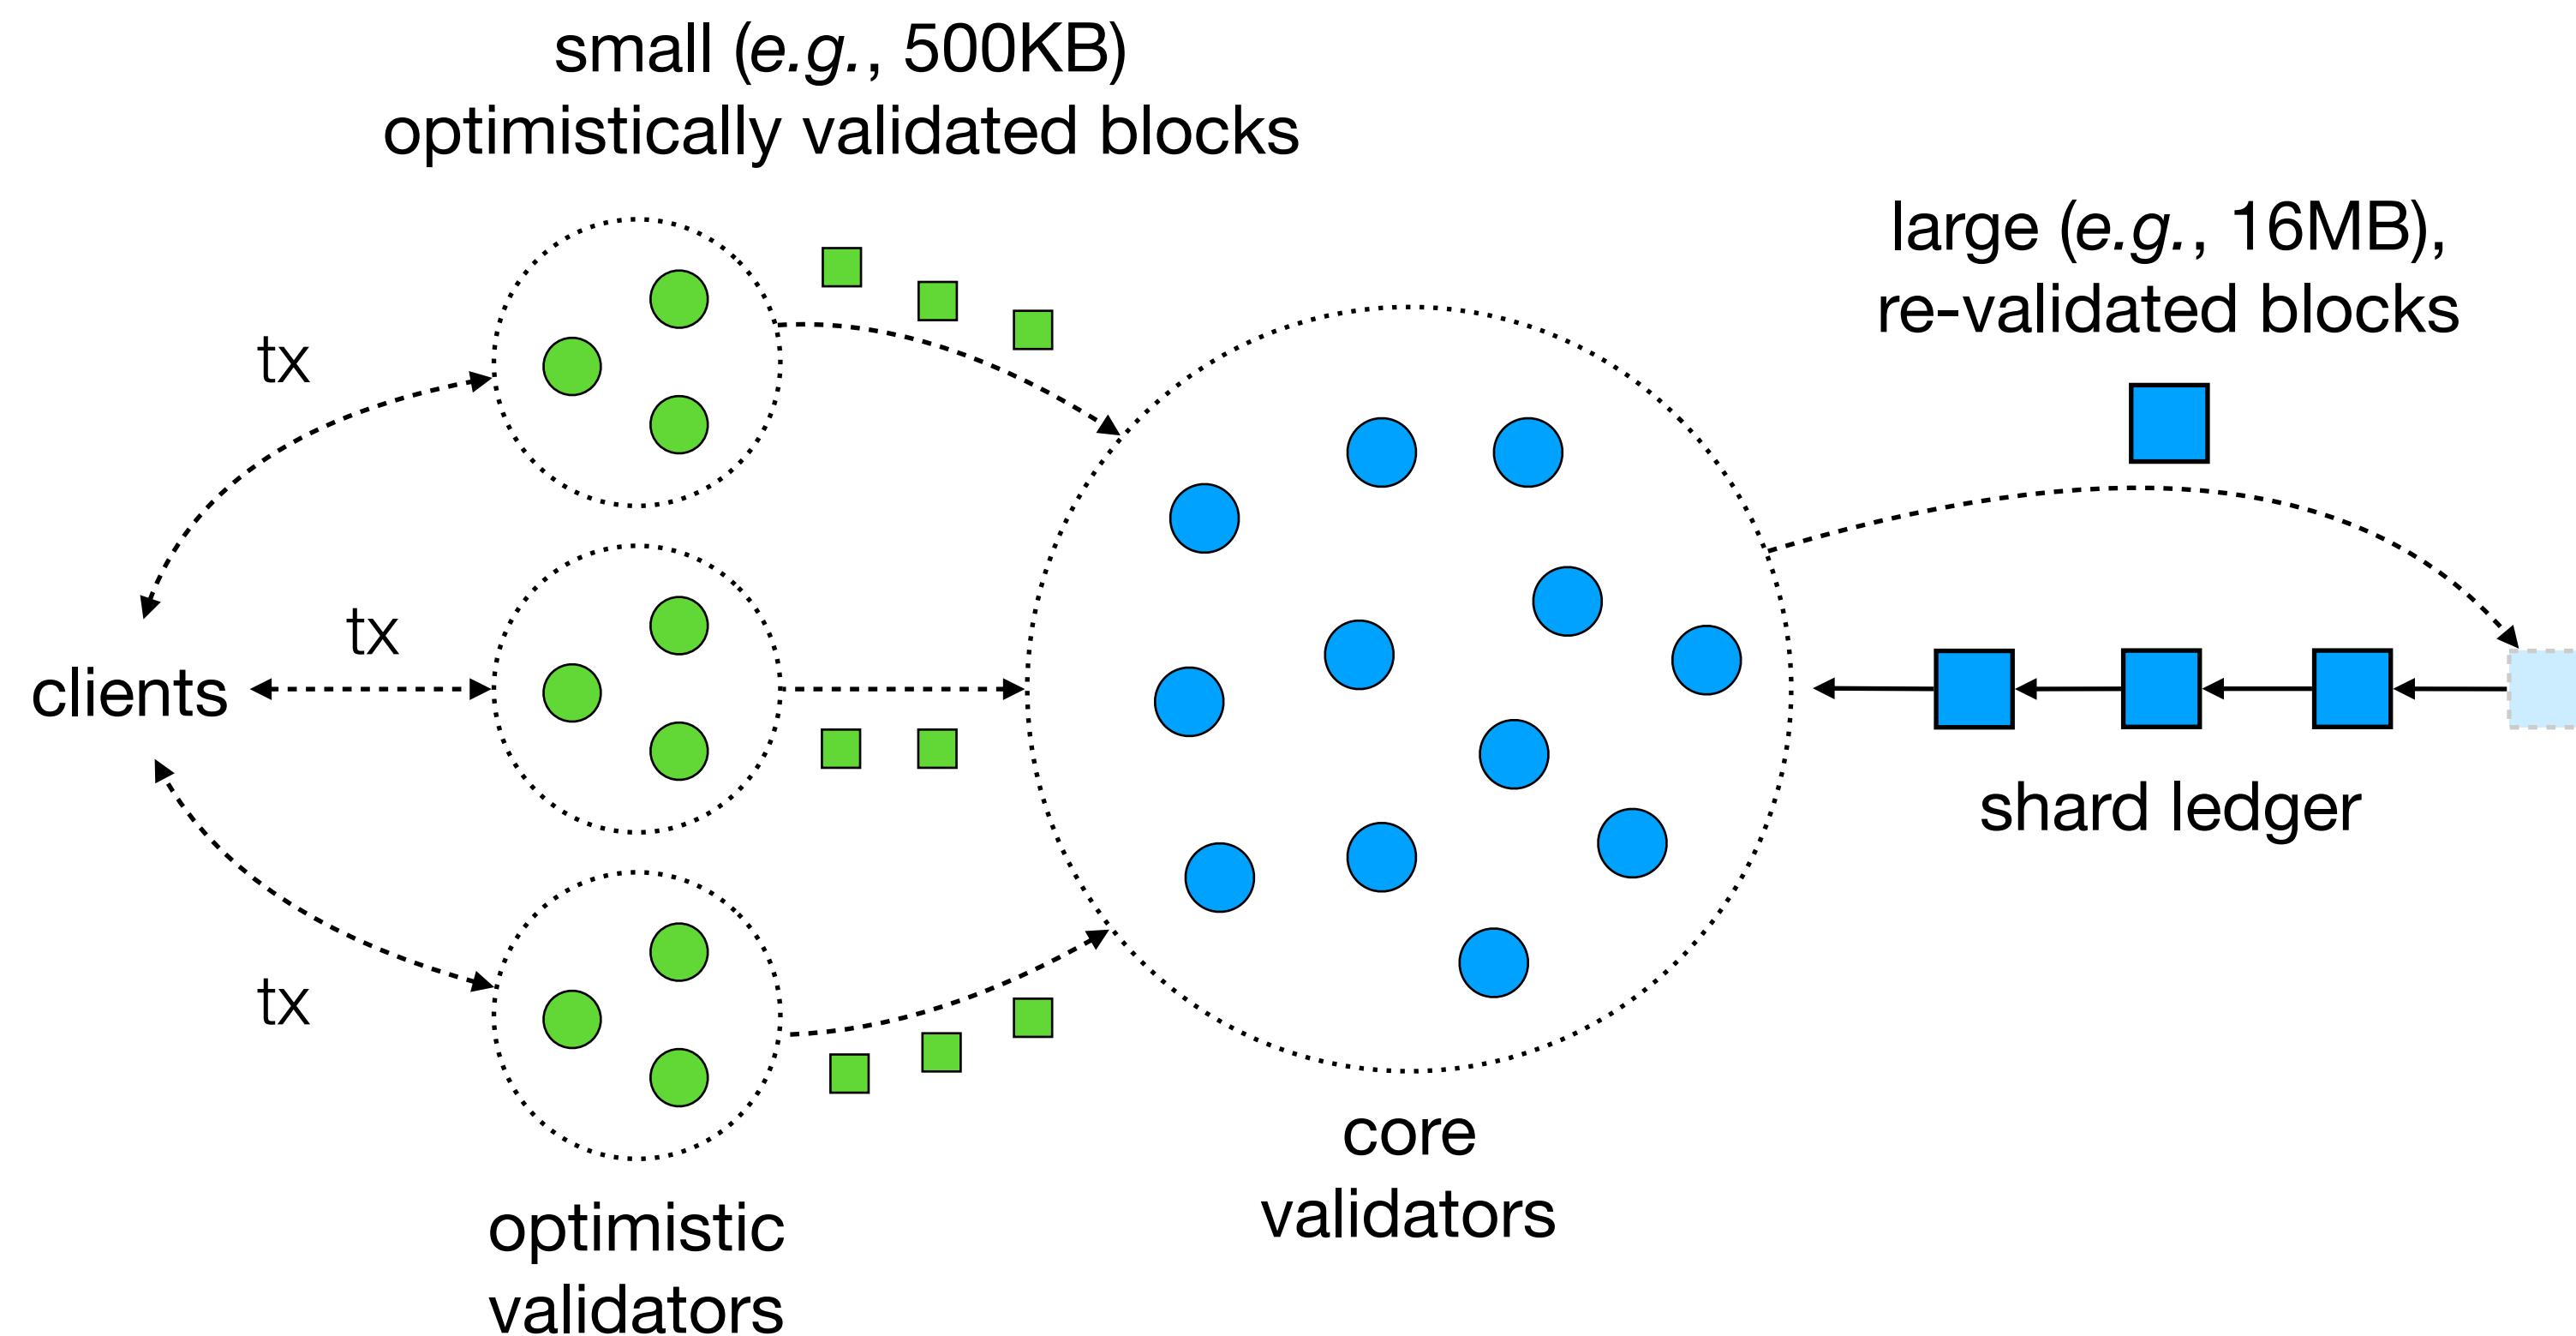 small (e.g., 500KB)
optimistically validated blocks
large (e.g., 16MB),
re-validated blocks
tx
tx
clients
shard ledger
tx
core
validators
optimistic
validators